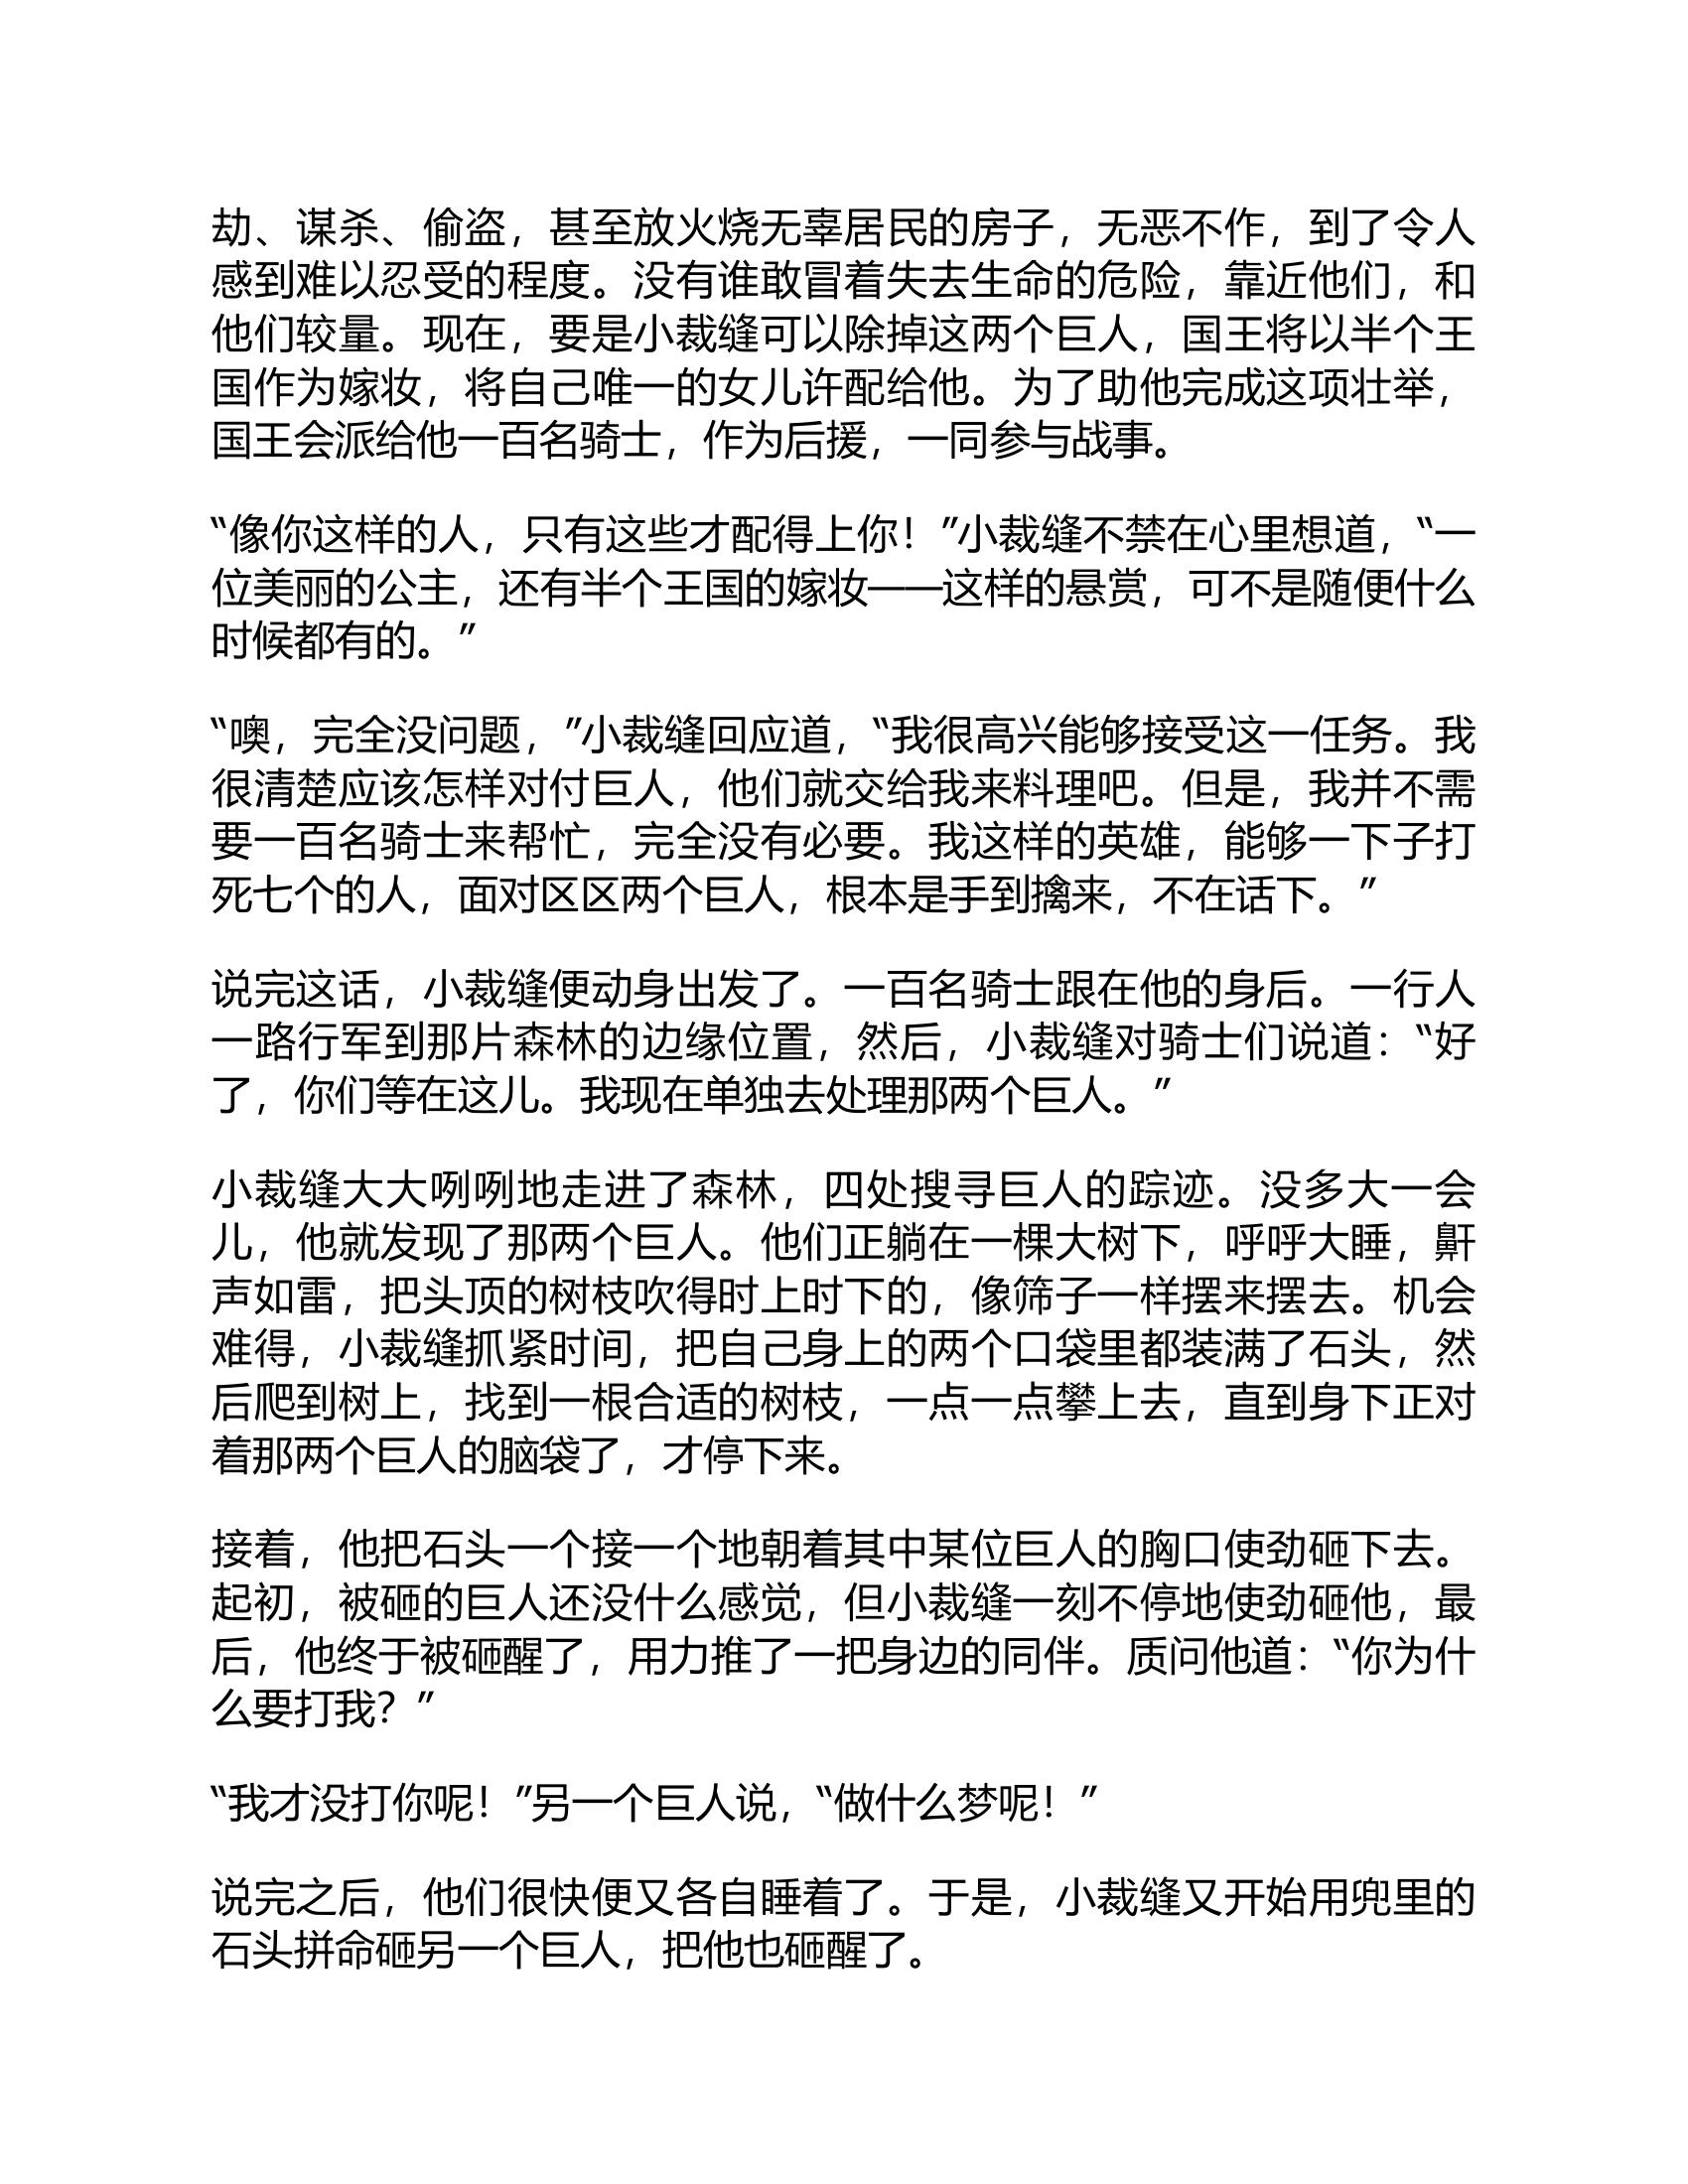 劫、谋杀、偷盗，甚至放火烧无辜居民的房子，无恶不作，到了令人
感到难以忍受的程度。没有谁敢冒着失去生命的危险，靠近他们，和
他们较量。现在，要是小裁缝可以除掉这两个巨人，国王将以半个王
国作为嫁妆，将自己唯一的女儿许配给他。为了助他完成这项壮举，
国王会派给他一百名骑士，作为后援，一同参与战事。
“像你这样的人，只有这些才配得上你！”小裁缝不禁在心里想道，“一
位美丽的公主，还有半个王国的嫁妆——这样的悬赏，可不是随便什么
时候都有的。”
“噢，完全没问题，”小裁缝回应道，“我很高兴能够接受这一任务。我
很清楚应该怎样对付巨人，他们就交给我来料理吧。但是，我并不需
要一百名骑士来帮忙，完全没有必要。我这样的英雄，能够一下子打
死七个的人，面对区区两个巨人，根本是手到擒来，不在话下。”
说完这话，小裁缝便动身出发了。一百名骑士跟在他的身后。一行人
一路行军到那片森林的边缘位置，然后，小裁缝对骑士们说道：“好
了，你们等在这儿。我现在单独去处理那两个巨人。”
小裁缝大大咧咧地走进了森林，四处搜寻巨人的踪迹。没多大一会
儿，他就发现了那两个巨人。他们正躺在一棵大树下，呼呼大睡，鼾
声如雷，把头顶的树枝吹得时上时下的，像筛子一样摆来摆去。机会
难得，小裁缝抓紧时间，把自己身上的两个口袋里都装满了石头，然
后爬到树上，找到一根合适的树枝，一点一点攀上去，直到身下正对
着那两个巨人的脑袋了，才停下来。
接着，他把石头一个接一个地朝着其中某位巨人的胸口使劲砸下去。
起初，被砸的巨人还没什么感觉，但小裁缝一刻不停地使劲砸他，最
后，他终于被砸醒了，用力推了一把身边的同伴。质问他道：“你为什
么要打我？”
“我才没打你呢！”另一个巨人说，“做什么梦呢！”
说完之后，他们很快便又各自睡着了。于是，小裁缝又开始用兜里的
石头拼命砸另一个巨人，把他也砸醒了。